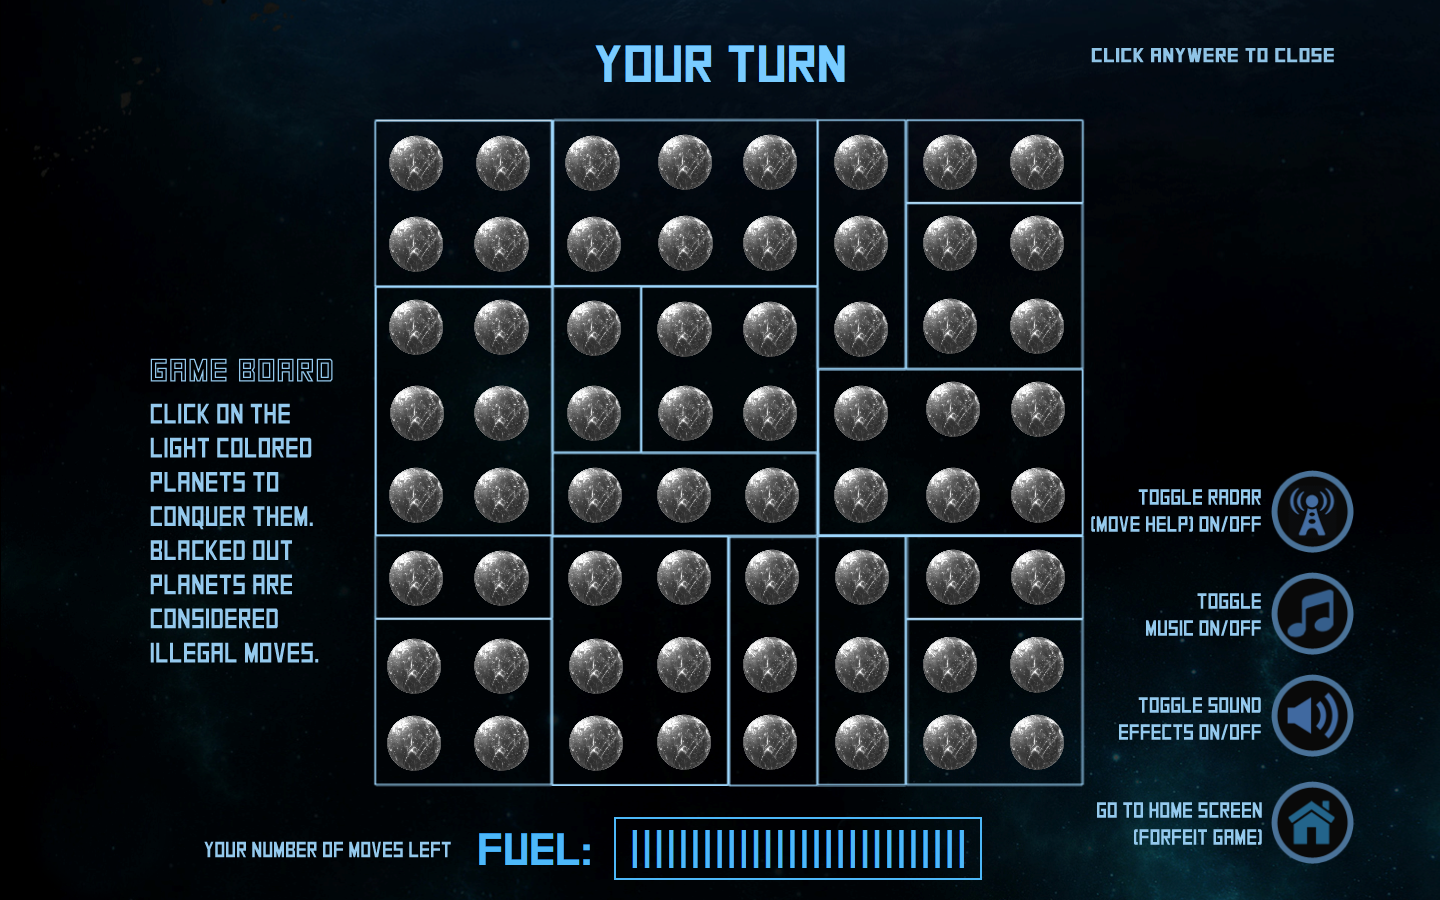 YOUR TURN
CLICK ANYWERE TO CLOSE
GAME BOARD
CLICK ON THE
LIGHT COLORED
PLANETS TO
CONQUER THEM.
BLACKED OUT
PLANETS ARE
CONSIDERED
ILLEGAL MOVES.
TOGGLE RADAR
(MOVE HELP) ON/OFF
TOGGLE
MUSIC ON/OFF
TOGGLE SOUND
EFFECTS ON/OFF
GO TO HOME SCREEN
(FORFEIT GAME)
YOUR NUMBER OF MOVES LEFT
FUEL: